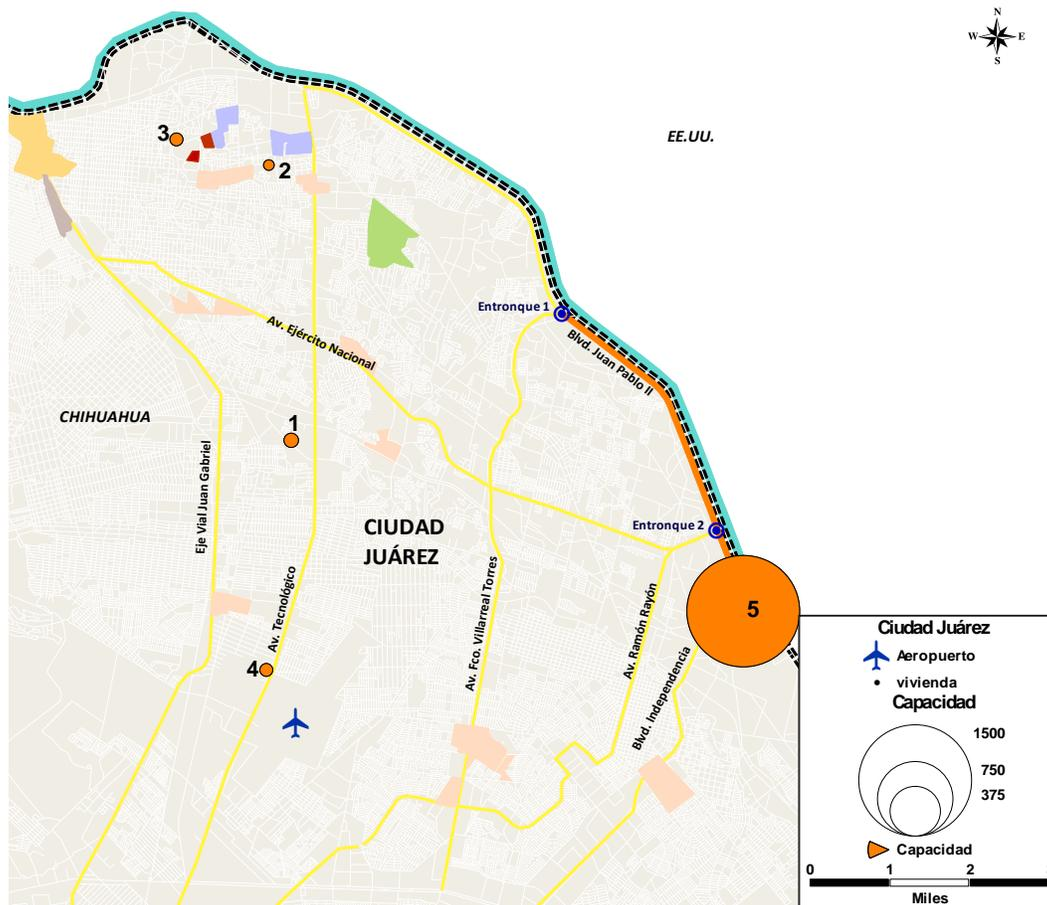 N
W E
S
EE.UU.
3
2
Entronque 1
Blvd. Juan Pablo II
Av. Ejército Nacional
CHIHUAHUA
1
Eje Vial Juan Gabriel
CIUDAD
JUÁREZ
Entronque 2
Av. Tecnológico
Av. Fco. Villarreal Torres
Av. Ramón Rayón
Blvd. Independencia
5
4
Ciudad Juárez
Aeropuerto
vivienda
Capacidad
1500
750
375
Capacidad
0 1 2
Miles